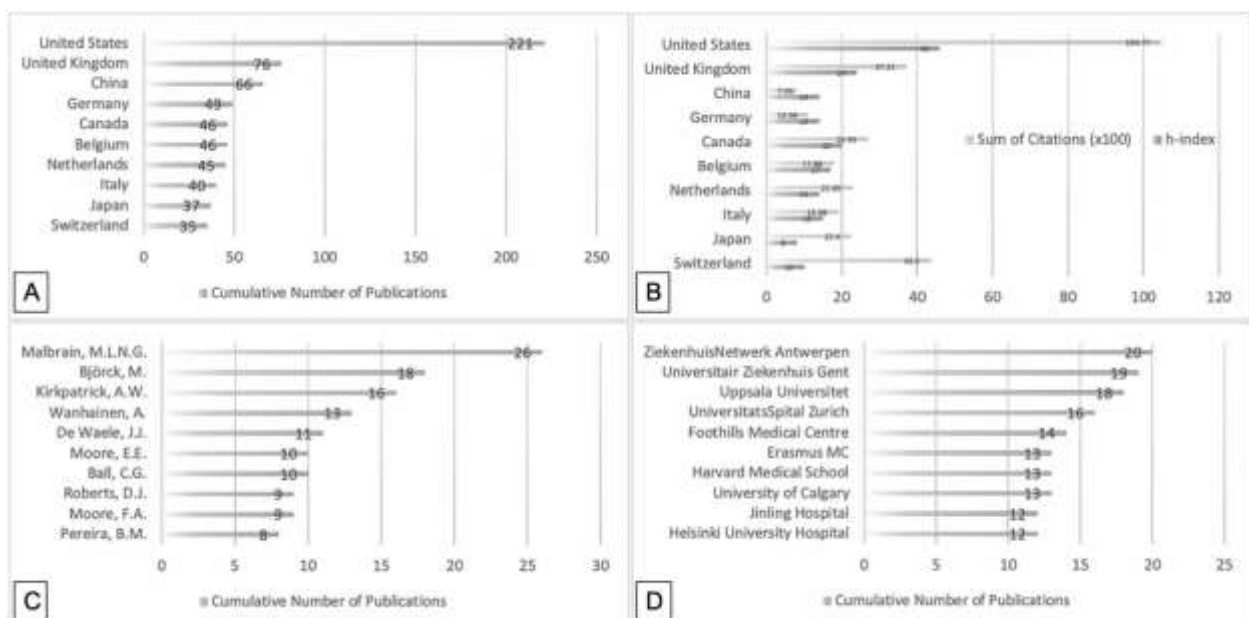 United States 221
United Kingdom 76
China 66
Germany 49
Canada 46
Belgium 46
Netherlands 45
Italy 40
Japan 37
Switzerland 35
0 50 100 150 200 250
A
Cumulative Number of Publications
United States
United Kingdom
China
Germany
Canada
Sum of Citations (x100) h-index
Belgium
Netherlands
Italy
Japan
Switzerland
0 20 40 60 80 100 120
B
Malbrain, M.L.N.G. 26
Björck, M. 18
Kirkpatrick, A.W. 16
Wanhainen, A. 13
De Waele, J.J. 11
Moore, E.E. 10
Ball, C.G. 10
Roberts, D.J. 9
Moore, F.A. 9
Pereira, B.M. 8
0 5 10 15 20 25 30
C
Cumulative Number of Publications
ZiekenhuisNetwerk Antwerpen 20
Universitair Ziekenhuis Gent 19
Uppsala Universitet 18
UniversitatsSpital Zurich 16
Foothills Medical Centre 14
Erasmus MC 13
Harvard Medical School 13
University of Calgary 13
Jinling Hospital 12
Helsinki University Hospital 12
0 5 10 15 20 25
D
Cumulative Number of Publications